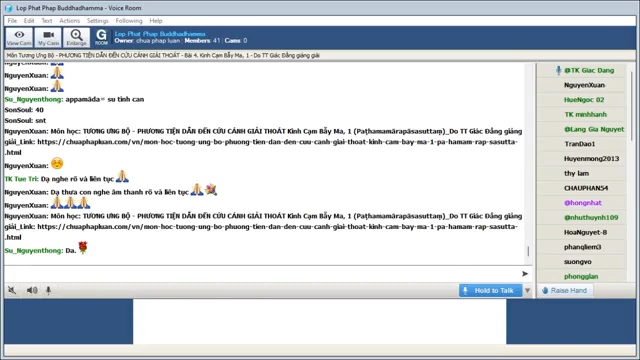 Lop Phat Phap Buddhadhamma - Voice Room
File Text Actions Settings Following Help
View Cam
My Cam
Enlarge
G
ROOM
Lop Phat Phap Buddhadhamma
Owner: chua phap luan Members: 41 Cams: 0
Môn Tương Ưng Bộ - PHƯƠNG TIỆN DẪN ĐẾN CỨU CÁNH GIẢI THOÁT - Bài 4. Kinh Cạm Bẫy Ma, 1 - Do TT Giác Đẳng giảng giải
NguyenXuan:
NguyenXuan:
Su_Nguyenthong: appamāda= su tinh can
SonSoul: 40
SonSoul: snt
NguyenXuan: Môn học: TƯƠNG ƯNG BỘ - PHƯƠNG TIỆN DẪN ĐẾN CỨU CÁNH GIẢI THOÁT Kinh Cạm Bẫy Ma, 1 (Paṭhamamārapāsasuttaṃ)_Do TT Giác Đẳng giảng
giải_Link: https://chuaphapluan.com/vn/mon-hoc-tuong-ung-bo-phuong-tien-dan-den-cuu-canh-giai-thoat-kinh-cam-bay-ma-1-pa-hamam-rap-sasutta-
.html
NguyenXuan:
TK Tue Tri: Dạ nghe rõ và liên tục
NguyenXuan: Dạ thưa con nghe âm thanh rõ và liên tục
NguyenXuan:
NguyenXuan: Môn học: TƯƠNG ƯNG BỘ - PHƯƠNG TIỆN DẪN ĐẾN CỨU CÁNH GIẢI THOÁT Kinh Cạm Bẫy Ma, 1 (Paṭhamamārapāsasuttaṃ)_Do TT Giác Đẳng giảng
giải_Link: https://chuaphapluan.com/vn/mon-hoc-tuong-ung-bo-phuong-tien-dan-den-cuu-canh-giai-thoat-kinh-cam-bay-ma-1-pa-hamam-rap-sasutta-
.html
Su_Nguyenthong: Da.
@TK Giac Dang
NguyenXuan
HueNgoc 02
TK minhhanh
@Lang Gia Nguyet
TranDao1
Huyenmong2013
thy lam
CHAUPHAN54
@hongnhat
@nhuthuynh109
HoaNguyet-8
phanqliem3
suongvo
phongglan
Hold to Talk
Raise Hand